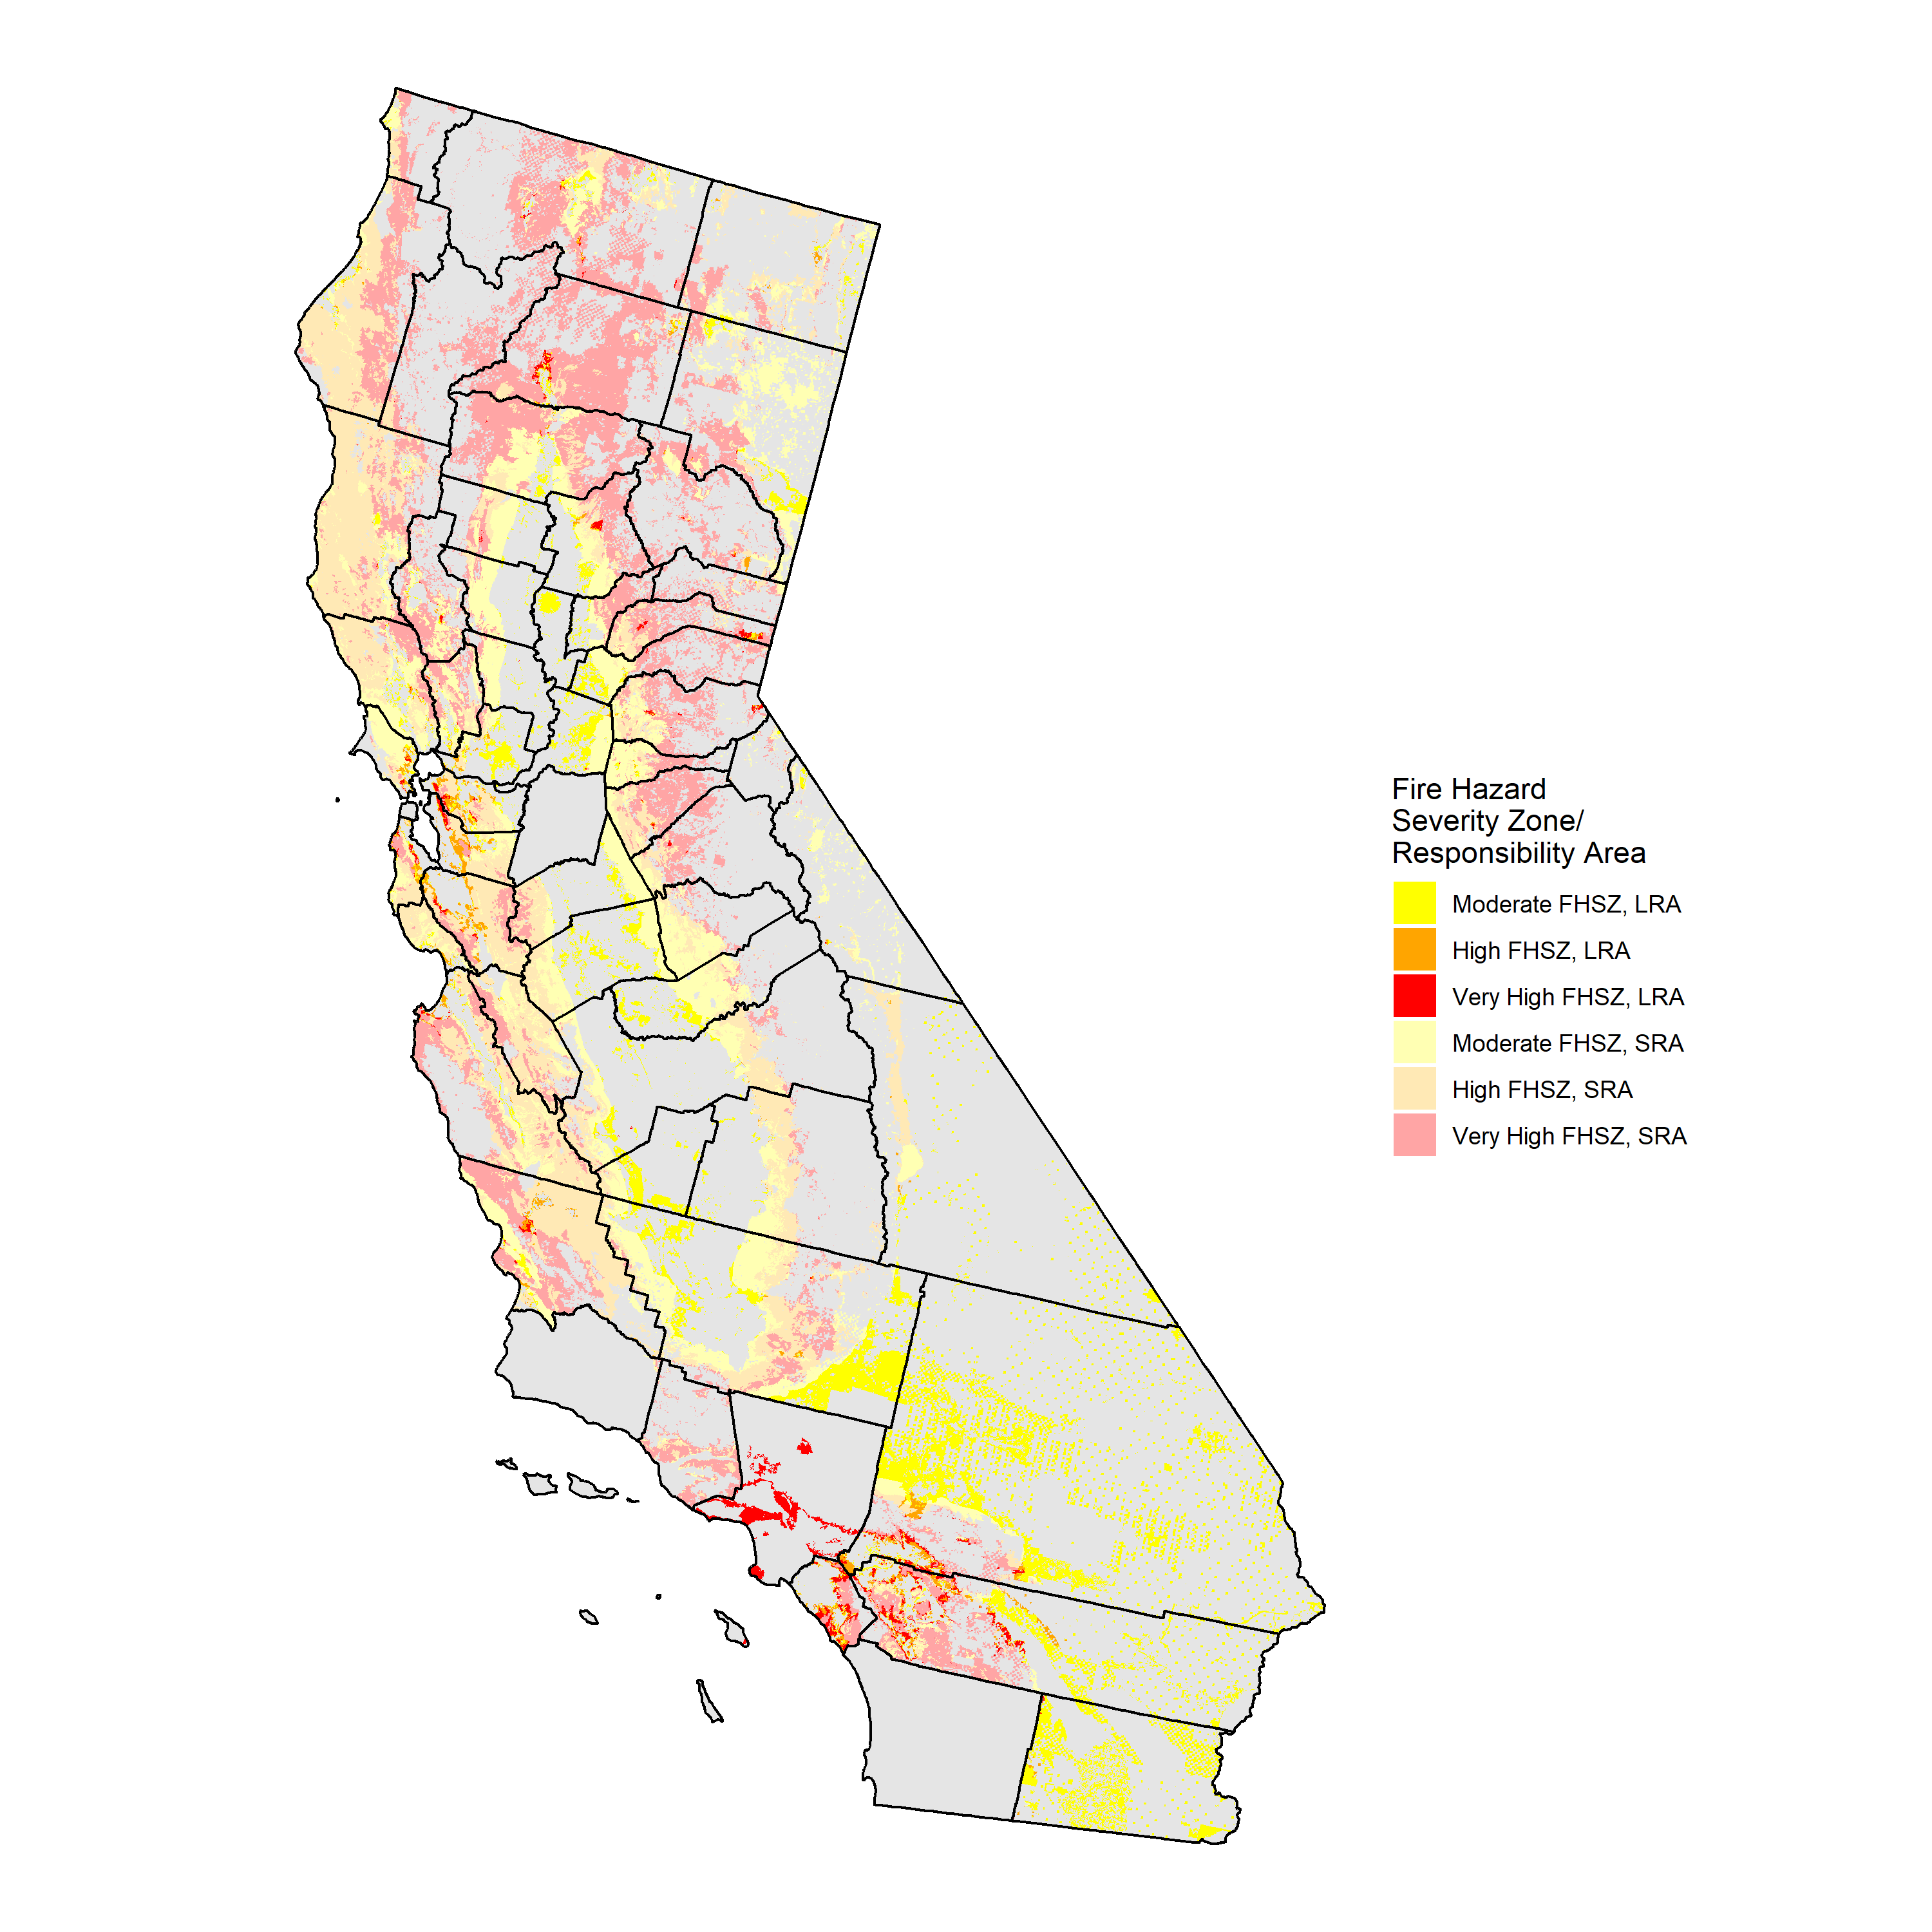 Fire Hazard
Severity Zone/
Responsibility Area
Moderate FHSZ, LRA
High FHSZ, LRA
Very High FHSZ, LRA
Moderate FHSZ, SRA
High FHSZ, SRA
Very High FHSZ, SRA